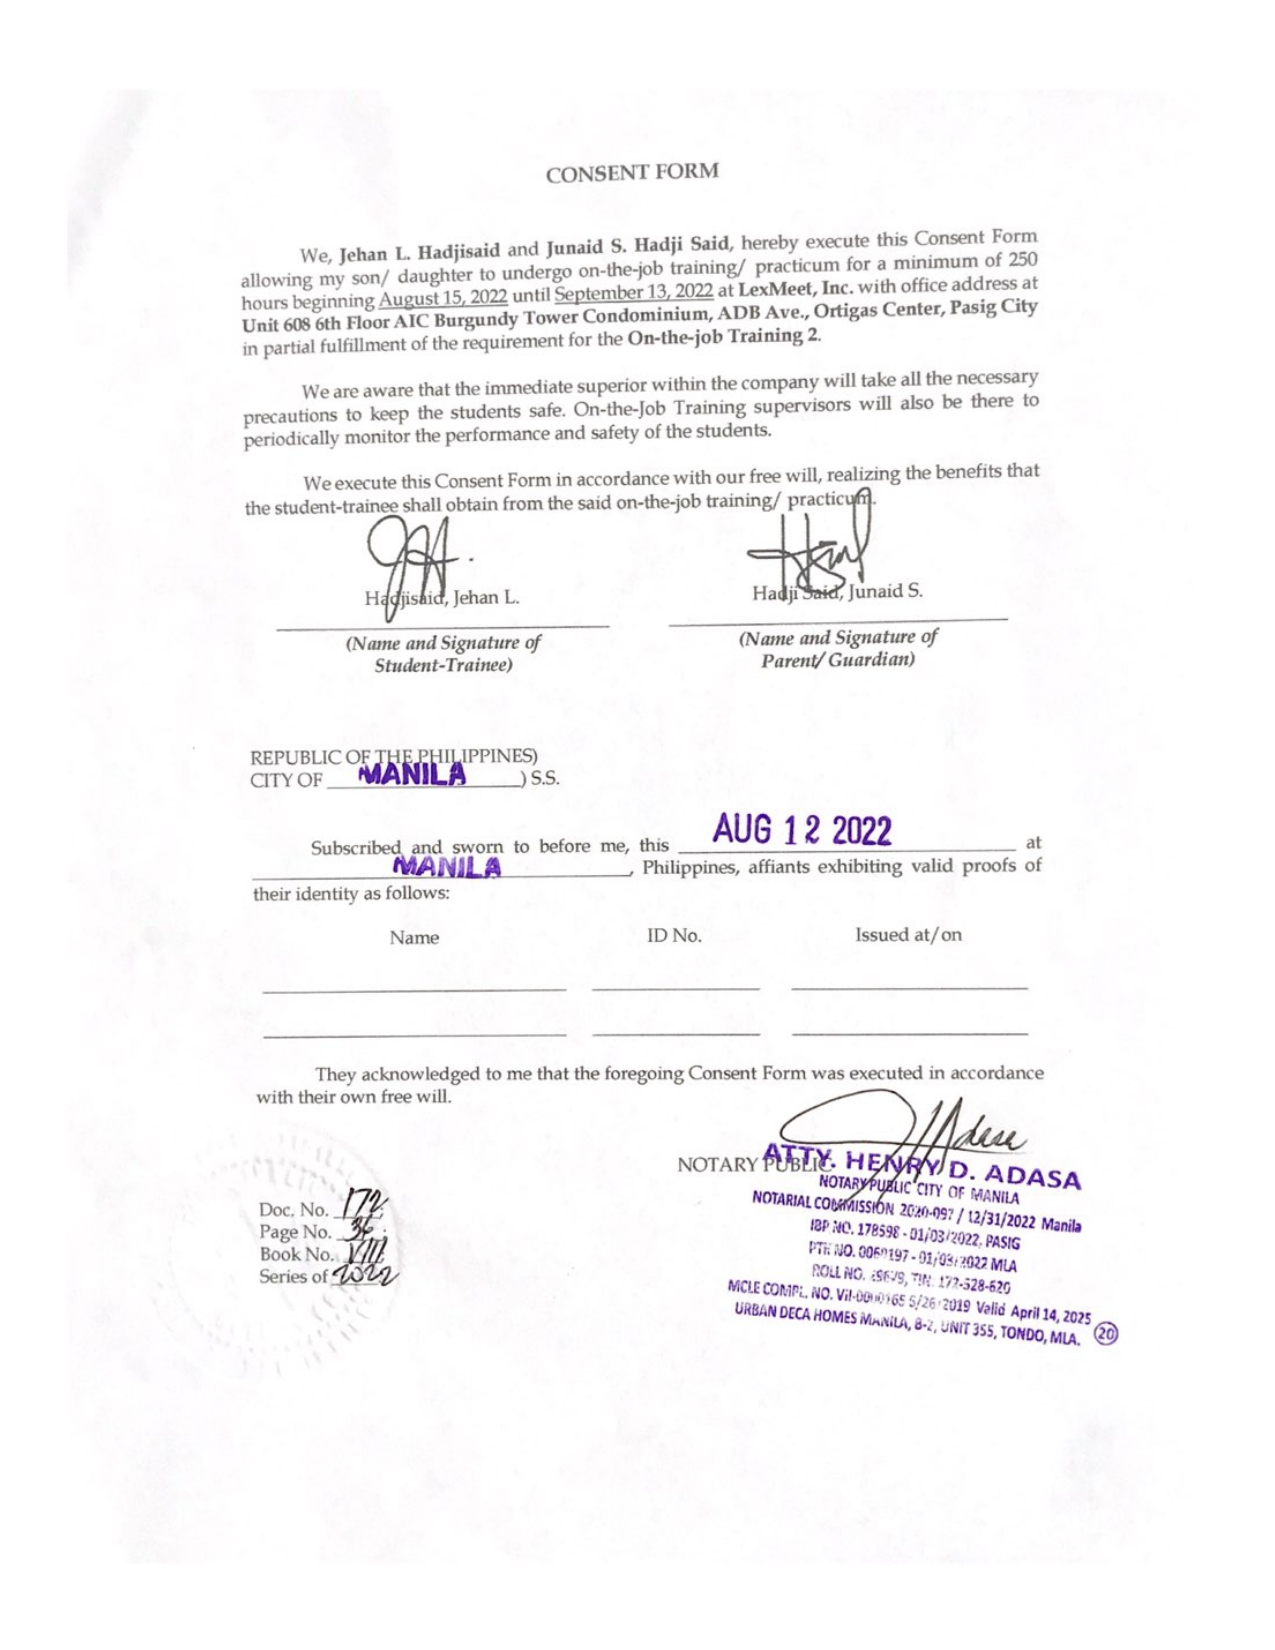 CONSENT FORM
We, Jehan L. Hadjisaid and Junaid S. Hadji Said, hereby execute this Consent Form
allowing my son/ daughter to undergo on-the-job training/ practicum for a minimum of 250
hours beginning August 15, 2022 until September 13, 2022 at LexMeet, Inc. with office address at
Unit 608 6th Floor AIC Burgundy Tower Condominium, ADB Ave., Ortigas Center, Pasig City
in partial fulfillment of the requirement for the On-the-job Training 2.
We are aware that the immediate superior within the company will take all the necessary
precautions to keep the students safe. On-the-Job Training supervisors will also be there to
periodically monitor the performance and safety of the students.
We execute this Consent Form in accordance with our free will, realizing the benefits that
the student-trainee shall obtain from the said on-the-job training/ practicum.
Hadjisaid, Jehan L.
Hadji Said, Junaid S.
(Name and Signature of
Student-Trainee)
(Name and Signature of
Parent/ Guardian)
REPUBLIC OF THE PHILIPPINES)
CITY OF MANILA ) S.S.
Subscribed and sworn to before me, this AUG 12 2022 at
MANILA, Philippines, affiants exhibiting valid proofs of
their identity as follows:
Name ID No. Issued at/on
They acknowledged to me that the foregoing Consent Form was executed in accordance
with their own free will.
NOTARY PUBLIC
ATTY. HENRY D. ADASA
NOTARY PUBLIC CITY OF MANILA
NOTARIAL COMMISSION 2020-097 / 12/31/2022 Manila
IBP NO. 178598 - 01/03/2022, PASIG
PTR NO. - 01/03/2022 MLA
ROLL NO. TIN: 172-528-620
MCLE COMPL. NO. 5/26/2019 Valid April 14, 2025
URBAN DECA HOMES MANILA, B-2, UNIT 355, TONDO, MLA.
20
Doc. No. 172
Page No. 36
Book No. VIII
Series of 2022